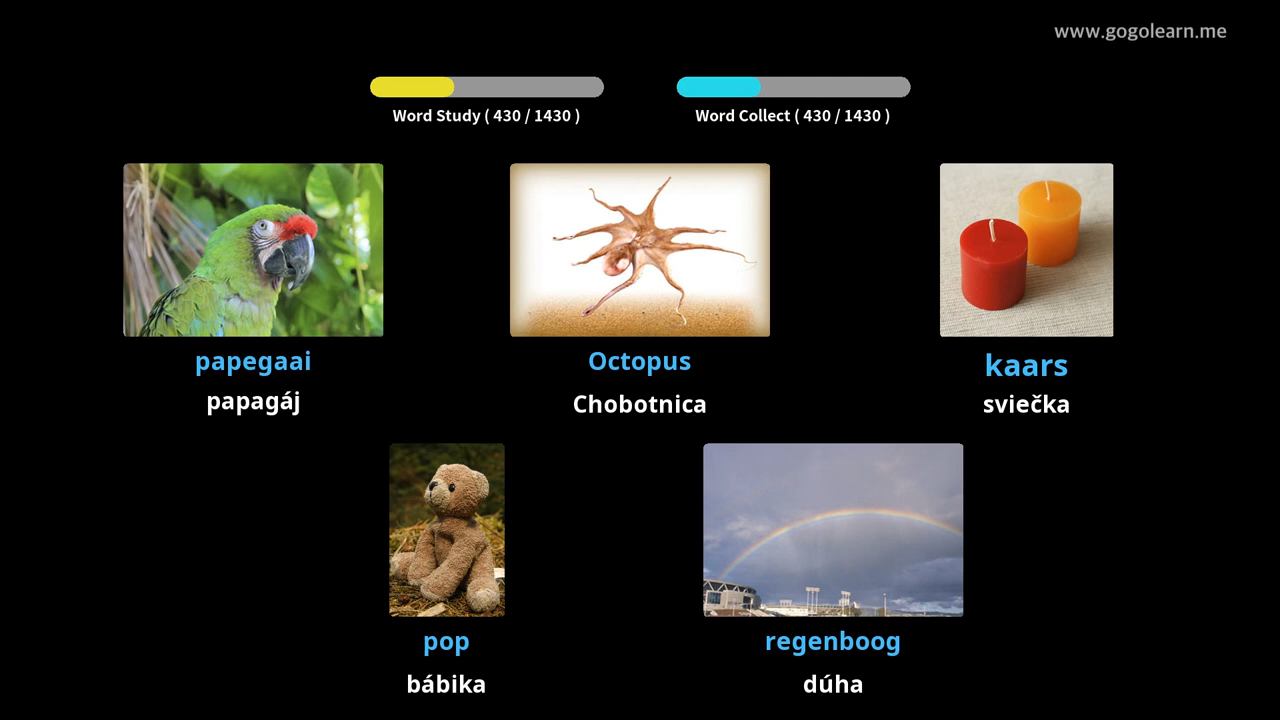 www.gogolearn.me
Word Study ( 430 / 1430 )
Word Collect ( 430 / 1430 )
papegaai
papagáj
Octopus
Chobotnica
kaars
sviečka
pop
bábika
regenboog
dúha